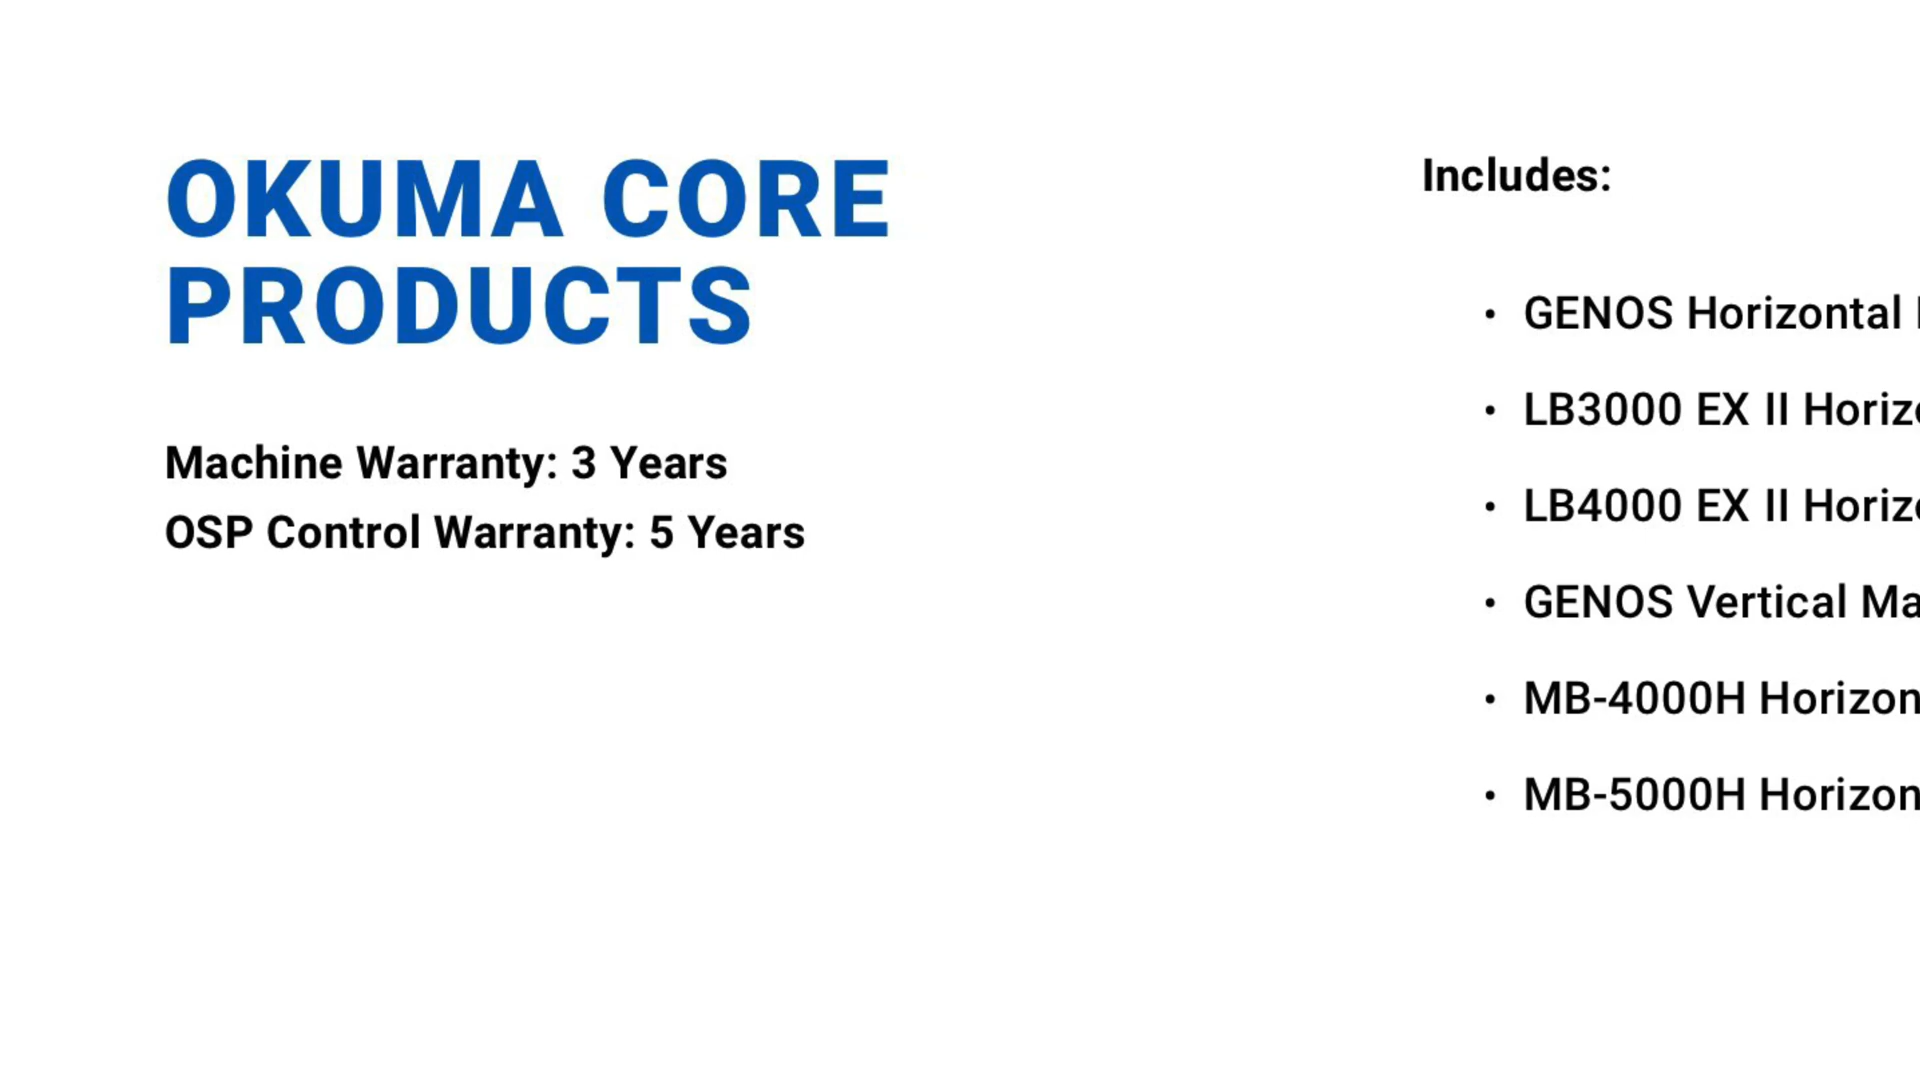 OKUMA CORE
PRODUCTS
Machine Warranty: 3 Years
OSP Control Warranty: 5 Years
Includes:
• GENOS Horizontal
• LB3000 EX II
• LB4000 EX II
• GENOS Vertical
• MB-4000H
• MB-5000H